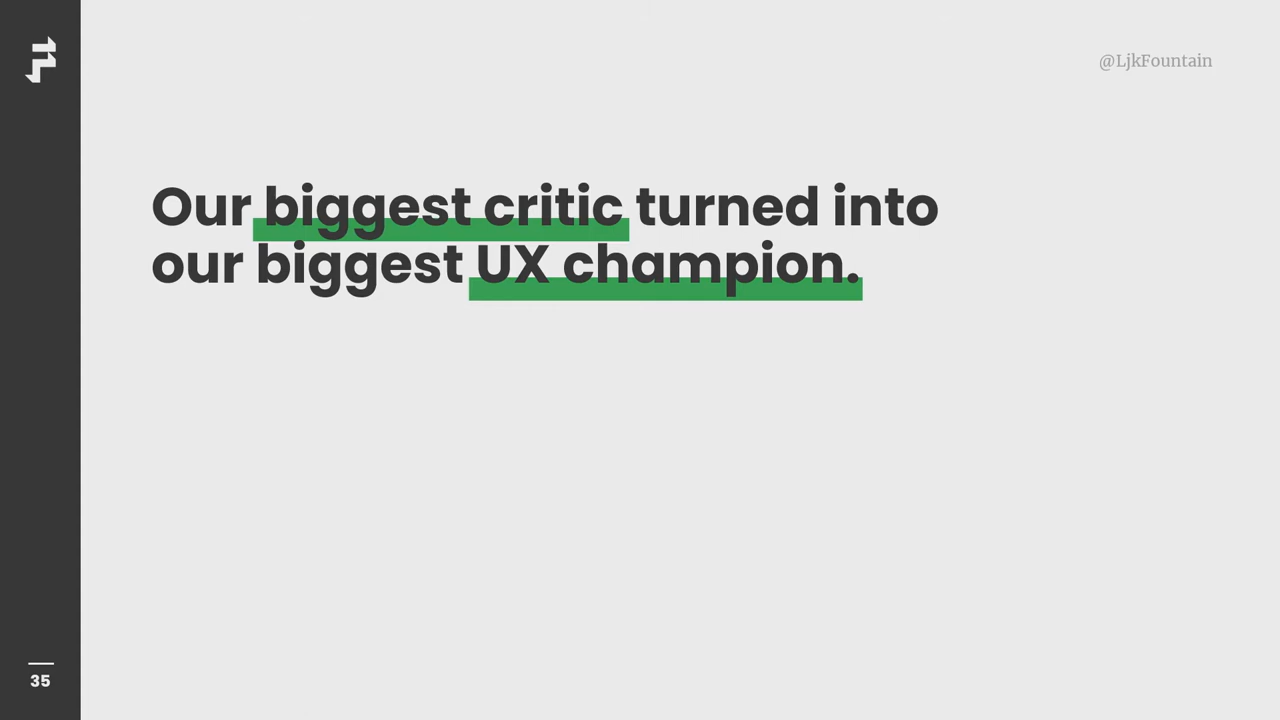 @LjkFountain
Our biggest critic turned into
our biggest UX champion.
35